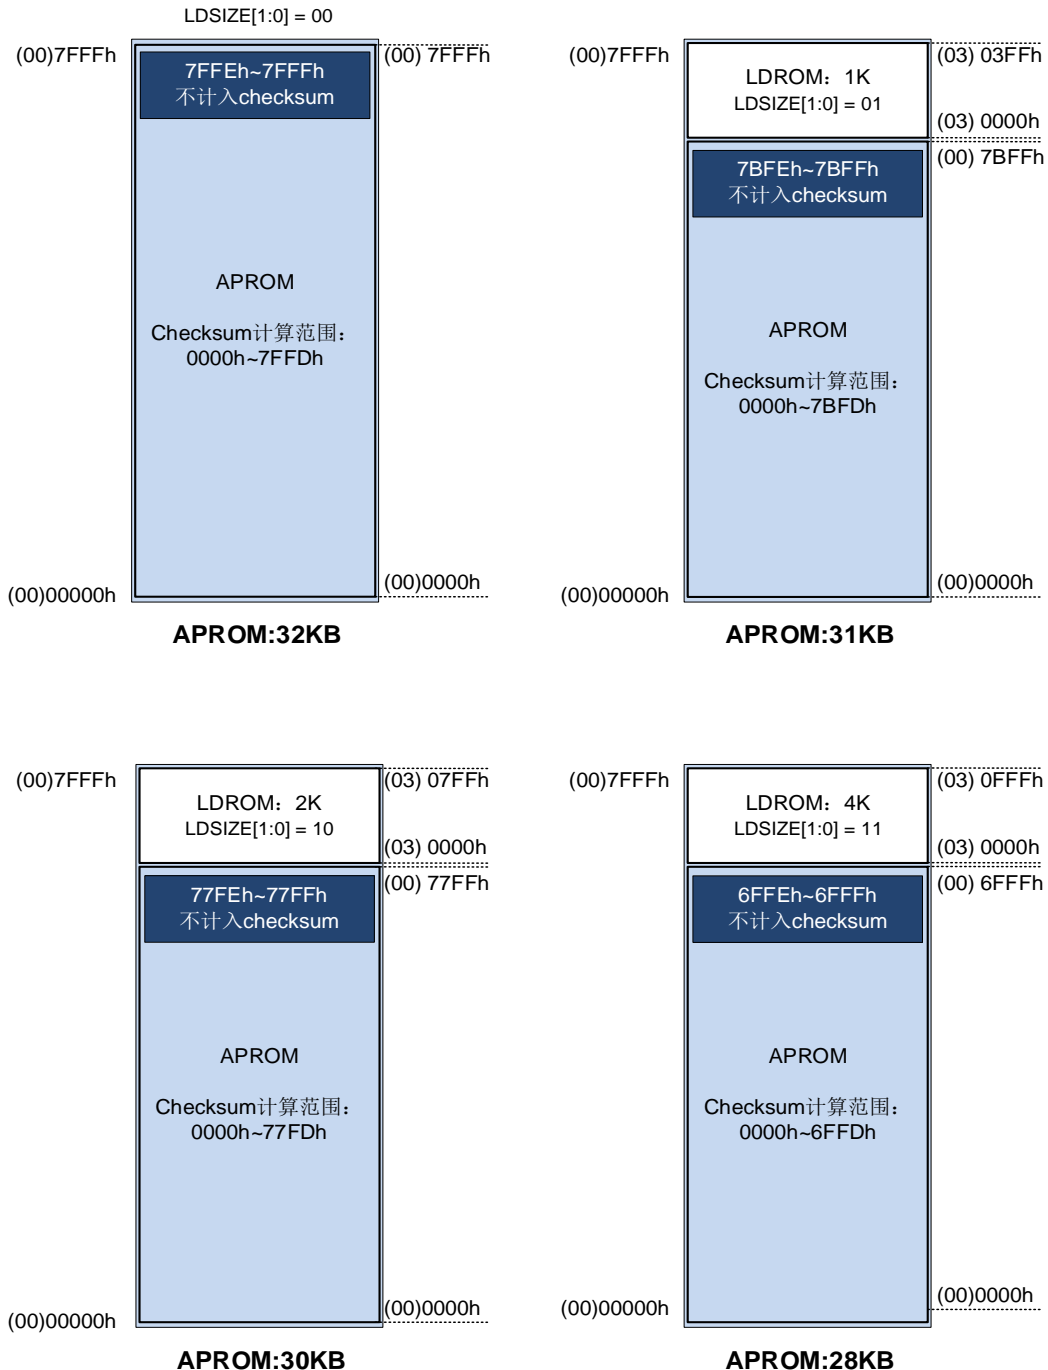 LDSIZE[1:0] = 00
(00)7FFFh
7FFEh~7FFFh
不计入checksum
(00) 7FFFh
APROM
Checksum计算范围：
0000h~7FFDh
(00)00000h
(00)0000h
APROM:32KB
(00)7FFFh
LDROM：1K
LDSIZE[1:0] = 01
(03) 03FFh
(03) 0000h
(00) 7BFFh
7BFEh~7BFFh
不计入checksum
APROM
Checksum计算范围：
0000h~7BFDh
(00)00000h
(00)0000h
APROM:31KB
(00)7FFFh
LDROM：2K
LDSIZE[1:0] = 10
(03) 07FFh
(03) 0000h
(00) 77FFh
77FEh~77FFh
不计入checksum
APROM
Checksum计算范围：
0000h~77FDh
(00)00000h
(00)0000h
APROM:30KB
(00)7FFFh
LDROM：4K
LDSIZE[1:0] = 11
(03) 0FFFh
(03) 0000h
(00) 6FFFh
6FFEh~6FFFh
不计入checksum
APROM
Checksum计算范围：
0000h~6FFDh
(00)00000h
(00)0000h
APROM:28KB